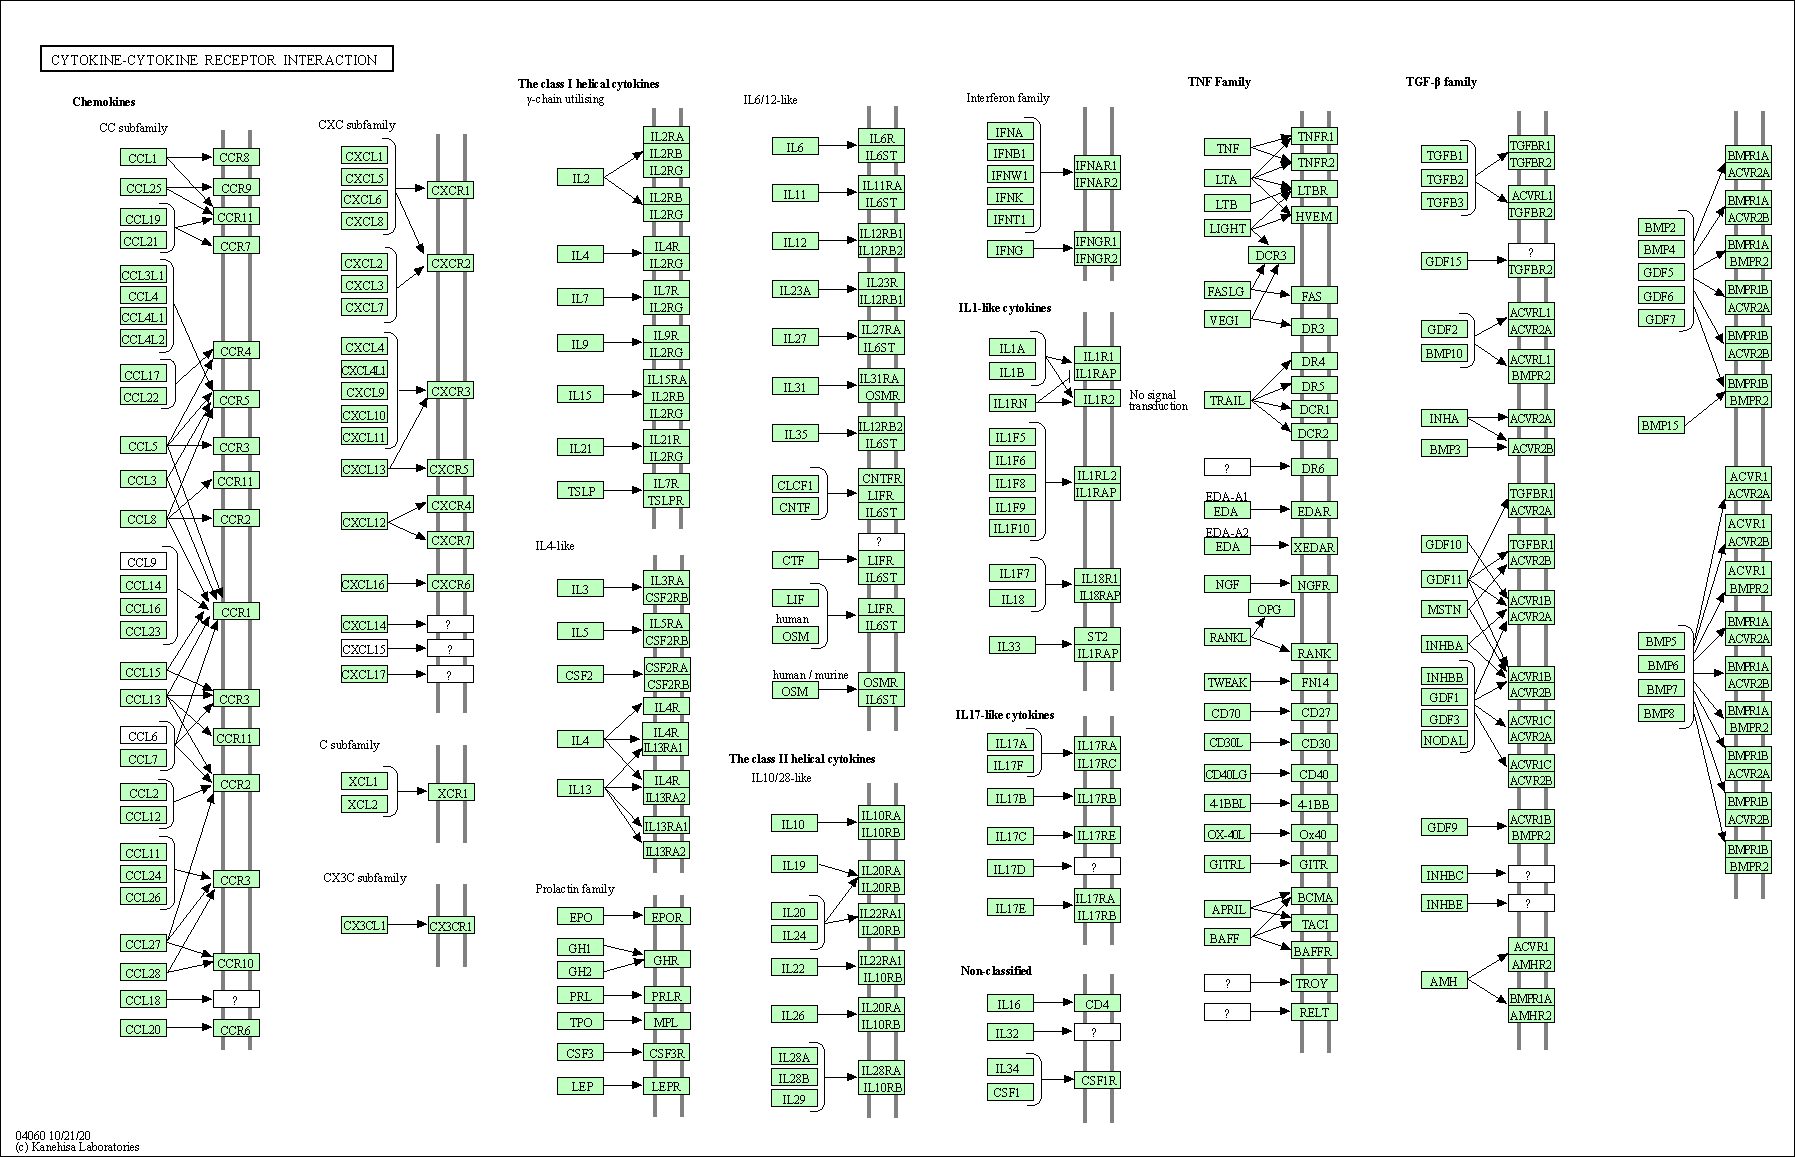 CYTOKINE-CYTOKINE RECEPTOR INTERACTION
Chemokines
CC subfamily
CCL1
CCL25
CCL19
CCL21
CCL3L1
CCL4
CCL4L1
CCL4L2
CCL17
CCL22
CCL5
CCL3
CCL8
CCL9
CCL14
CCL16
CCL23
CCL15
CCL13
CCL6
CCL7
CCL2
CCL12
CCL11
CCL24
CCL26
CCL27
CCL28
CCL18
CCL20
CCR8
CCR9
CCR11
CCR7
CCR4
CCR5
CCR3
CCR11
CCR2
CCR1
CCR3
CCR11
CCR2
CCR3
CCR10
?
CCR6
CXC subfamily
CXCL1
CXCL5
CXCL6
CXCL8
CXCL2
CXCL3
CXCL7
CXCL4
CXCL4L1
CXCL9
CXCL10
CXCL11
CXCL13
CXCL12
CXCL16
CXCL14
CXCL15
CXCL17
CXCR1
CXCR2
CXCR3
CXCR5
CXCR4
CXCR7
CXCR6
?
?
?
C subfamily
XCL1
XCL2
XCR1
CX3C subfamily
CX3CL1
CX3CR1
The class I helical cytokines
γ-chain utilising
IL2
IL4
IL7
IL9
IL15
IL21
TSLP
IL2RA
IL2RB
IL2RG
IL2RB
IL2RG
IL4R
IL2RG
IL7R
IL2RG
IL9R
IL2RG
IL15RA
IL2RB
IL2RG
IL21R
IL2RG
IL7R
TSLPR
IL4-like
IL3
IL5
CSF2
IL4
IL13
IL3RA
CSF2RB
IL5RA
CSF2RB
CSF2RA
CSF2RB
IL4R
IL4R
IL13RA1
IL4R
IL13RA2
IL13RA1
IL13RA2
Prolactin family
EPO
GH1
GH2
PRL
TPO
CSF3
LEP
EPOR
GHR
PRLR
MPL
CSF3R
LEPR
IL6/12-like
IL6
IL11
IL12
IL23A
IL27
IL31
IL35
CLCF1
CNTF
CTF
LIF
human
OSM
human / murine
OSM
IL6R
IL6ST
IL11RA
IL6ST
IL12RB1
IL12RB2
IL23R
IL12RB1
IL27RA
IL6ST
IL31RA
OSMR
IL12RB2
IL6ST
CNTFR
LIFR
IL6ST
?
LIFR
IL6ST
LIFR
IL6ST
OSMR
IL6ST
The class II helical cytokines
IL10/28-like
IL10
IL19
IL20
IL24
IL22
IL26
IL28A
IL28B
IL29
IL10RA
IL10RB
IL20RA
IL20RB
IL22RA1
IL20RB
IL22RA1
IL10RB
IL20RA
IL10RB
IL28RA
IL10RB
Interferon family
IFNA
IFNB1
IFNW1
IFNK
IFNT1
IFNG
IFNAR1
IFNAR2
IFNGR1
IFNGR2
IL1-like cytokines
IL1A
IL1B
IL1RN
IL1F5
IL1F6
IL1F8
IL1F9
IL1F10
IL1F7
IL18
IL33
IL1R1
IL1RAP
IL1R2
No signal
transduction
IL1RL2
IL1RAP
IL18R1
IL18RAP
ST2
IL1RAP
IL17-like cytokines
IL17A
IL17F
IL17B
IL17C
IL17D
IL17E
IL17RA
IL17RC
IL17RB
IL17RE
?
IL17RA
IL17RB
Non-classified
IL16
IL32
IL34
CSF1
CD4
?
CSF1R
TNF Family
TNF
LTA
LTB
LIGHT
DCR3
FASLG
VEGI
TRAIL
?
EDA-A1
EDA
EDA-A2
EDA
NGF
OPG
RANKL
TWEAK
CD70
CD30L
CD40LG
4-1BBL
OX-40L
GITRL
APRIL
BAFF
?
?
TNFR1
TNFR2
LTBR
HVEM
FAS
DR3
DR4
DR5
DCR1
DCR2
DR6
EDAR
XEDAR
NGFR
RANK
FN14
CD27
CD30
CD40
4-1BB
Ox40
GITR
BCMA
TACI
BAFFR
TROY
RELT
TGF-β family
TGFB1
TGFB2
TGFB3
GDF15
GDF2
BMP10
INHA
BMP3
GDF10
GDF11
MSTN
INHBA
INHBB
GDF1
GDF3
NODAL
GDF9
INHBC
INHBE
AMH
TGFBR1
TGFBR2
ACVRL1
TGFBR2
?
TGFBR2
ACVRL1
ACVR2A
ACVRL1
BMPR2
ACVR2A
ACVR2B
TGFBR1
ACVR2A
TGFBR1
ACVR2B
ACVR1B
ACVR2A
ACVR1B
ACVR2B
ACVR1C
ACVR2A
ACVR1C
ACVR2B
ACVR1B
BMPR2
?
?
ACVR1
AMHR2
BMPR1A
AMHR2
BMP2
BMP4
GDF5
GDF6
GDF7
BMP15
BMP5
BMP6
BMP7
BMP8
BMPR1A
ACVR2A
BMPR1A
ACVR2B
BMPR1A
BMPR2
BMPR1B
ACVR2A
BMPR1B
ACVR2B
BMPR1B
BMPR2
ACVR1
ACVR2A
ACVR1
ACVR2B
ACVR1
BMPR2
BMPR1A
ACVR2A
BMPR1A
ACVR2B
BMPR1A
BMPR2
BMPR1B
ACVR2A
BMPR1B
ACVR2B
BMPR1B
BMPR2
04060 10/21/20
(c) Kanehisa Laboratories